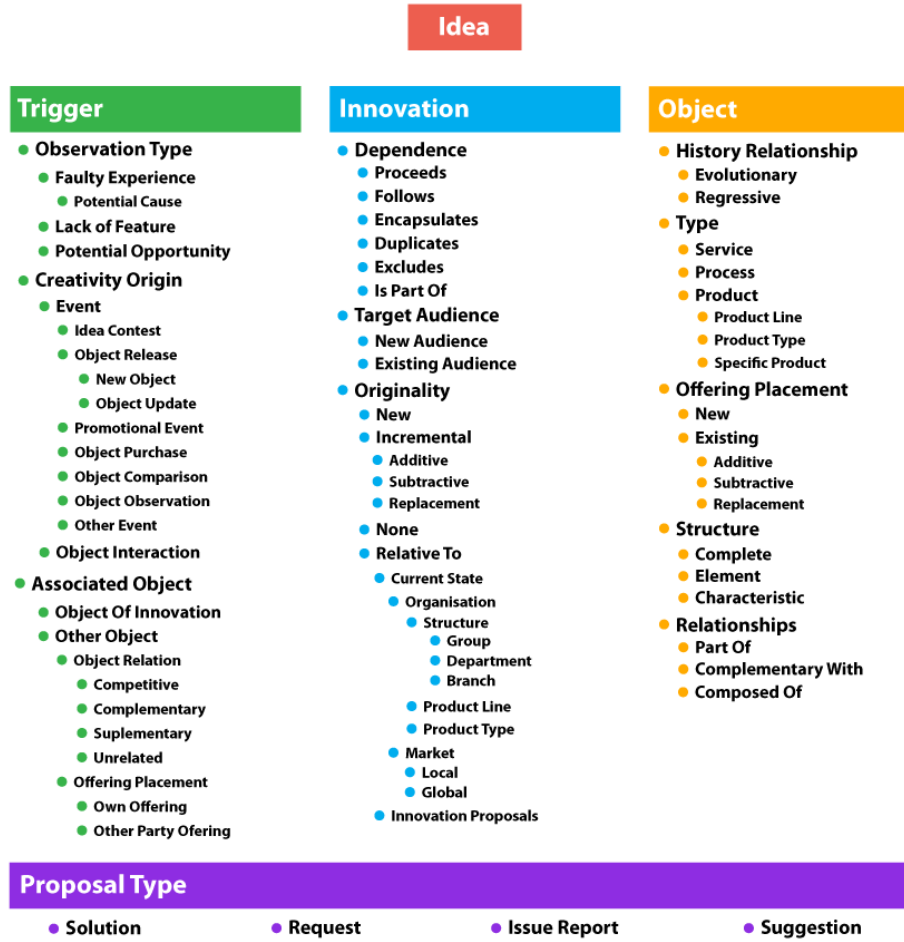 Idea
Trigger
Observation Type
Faulty Experience
Potential Cause
Lack of Feature
Potential Opportunity
Creativity Origin
Event
Idea Contest
Object Release
New Object
Object Update
Promotional Event
Object Purchase
Object Comparison
Object Observation
Other Event
Object Interaction
Associated Object
Object Of Innovation
Other Object
Object Relation
Competitive
Complementary
Suplementary
Unrelated
Offering Placement
Own Offering
Other Party Ofering
Innovation
Dependence
Proceeds
Follows
Encapsulates
Duplicates
Excludes
Is Part Of
Target Audience
New Audience
Existing Audience
Originality
New
Incremental
Additive
Subtractive
Replacement
None
Relative To
Current State
Organisation
Structure
Group
Department
Branch
Product Line
Product Type
Market
Local
Global
Innovation Proposals
Object
History Relationship
Evolutionary
Regressive
Type
Service
Process
Product
Product Line
Product Type
Specific Product
Offering Placement
New
Existing
Additive
Subtractive
Replacement
Structure
Complete
Element
Characteristic
Relationships
Part Of
Complementary With
Composed Of
Proposal Type
Solution
Request
Issue Report
Suggestion